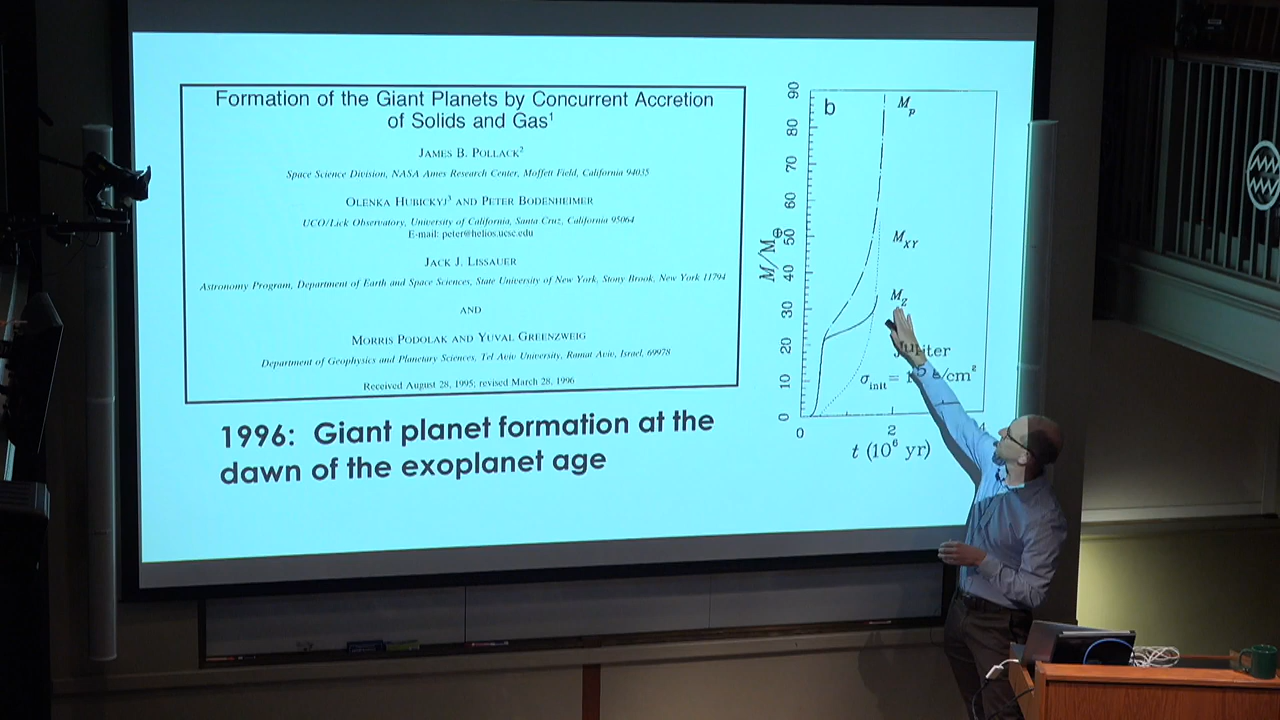 Formation of the Giant Planets by Concurrent Accretion
of Solids and Gas¹
JAMES B. POLLACK²
Space Science Division, NASA Ames Research Center, Moffett Field, California 94035
OLENKA HUBICKYJ³ AND PETER BODENHEIMER
UCO/Lick Observatory, University of California, Santa Cruz, California 95064
E-mail: peter@helios.ucsc.edu
JACK J. LISSAUER
Astronomy Program, Department of Earth and Space Sciences, State University of New York, Stony Brook, New York 11794
AND
MORRIS PODOLAK AND YUVAL GREENZWEIG
Department of Geophysics and Planetary Sciences, Tel Aviv University, Ramat Aviv, Israel, 69978
Received August 28, 1995; revised March 28, 1996
1996: Giant planet formation at the
dawn of the exoplanet age
b
M_p
M_XY
M_Z
Jupiter
σ_init = 15 g/cm²
M/M⊕
90
80
70
60
50
40
30
20
10
0
0
2
4
t (10⁶ yr)